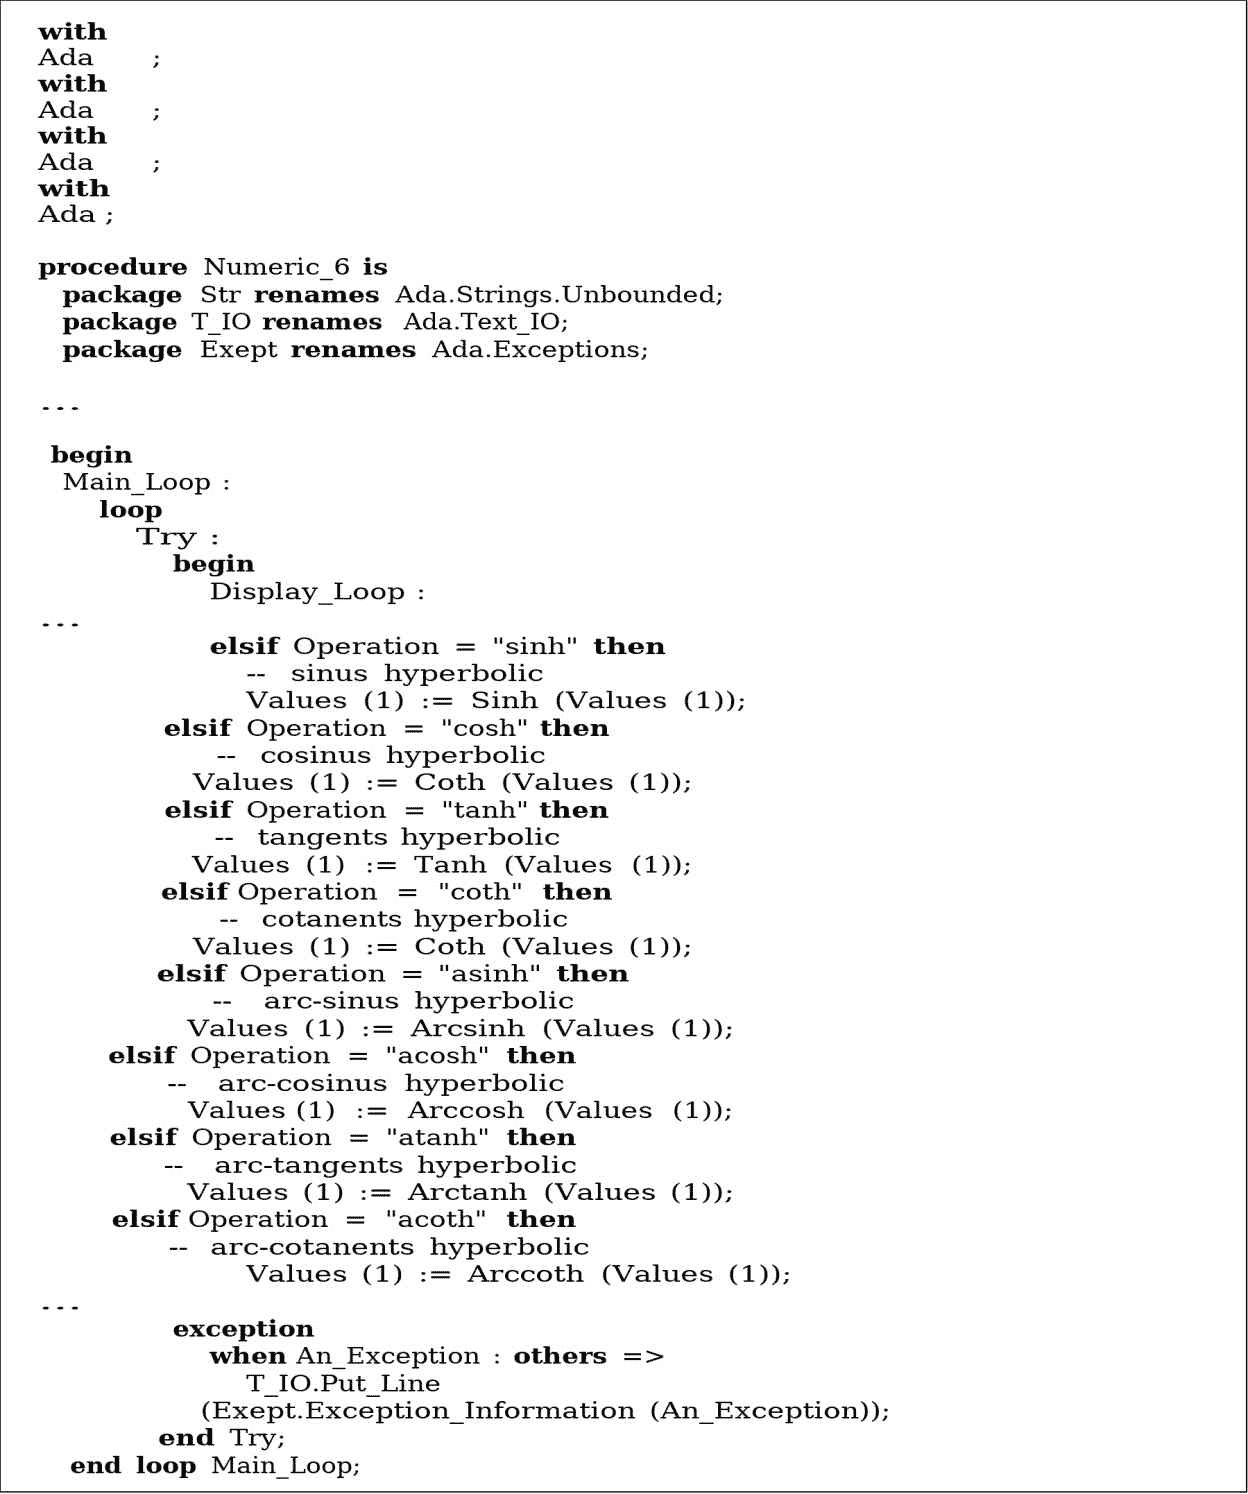 with
Ada ;
with
Ada ;
with
Ada ;
with
Ada ;
procedure Numeric_6 is
package Str renames Ada.Strings.Unbounded;
package T_IO renames Ada.Text_IO;
package Exept renames Ada.Exceptions;
...
begin
Main_Loop :
loop
Try :
begin
Display_Loop :
...
elsif Operation = "sinh" then
-- sinus hyperbolic
Values (1) := Sinh (Values (1));
elsif Operation = "cosh" then
-- cosinus hyperbolic
Values (1) := Coth (Values (1));
elsif Operation = "tanh" then
-- tangents hyperbolic
Values (1) := Tanh (Values (1));
elsif Operation = "coth" then
-- cotanents hyperbolic
Values (1) := Coth (Values (1));
elsif Operation = "asinh" then
-- arc-sinus hyperbolic
Values (1) := Arcsinh (Values (1));
elsif Operation = "acosh" then
-- arc-cosinus hyperbolic
Values (1) := Arccosh (Values (1));
elsif Operation = "atanh" then
-- arc-tangents hyperbolic
Values (1) := Arctanh (Values (1));
elsif Operation = "acoth" then
-- arc-cotanents hyperbolic
Values (1) := Arccoth (Values (1));
...
exception
when An_Exception : others =>
T_IO.Put_Line
(Exept.Exception_Information (An_Exception));
end Try;
end loop Main_Loop;